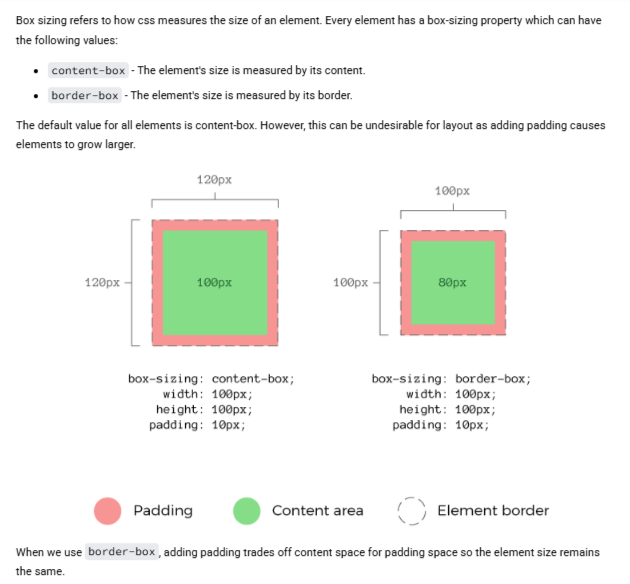 Box sizing refers to how css measures the size of an element. Every element has a box-sizing property which can have
the following values:
content-box - The element's size is measured by its content.
border-box - The element's size is measured by its border.
The default value for all elements is content-box. However, this can be undesirable for layout as adding padding causes
elements to grow larger.
120px
100px
120px
100px
100px
80px
box-sizing: content-box;
width: 100px;
height: 100px;
padding: 10px;
box-sizing: border-box;
width: 100px;
height: 100px;
padding: 10px;
Padding
Content area
Element border
When we use border-box, adding padding trades off content space for padding space so the element size remains
the same.